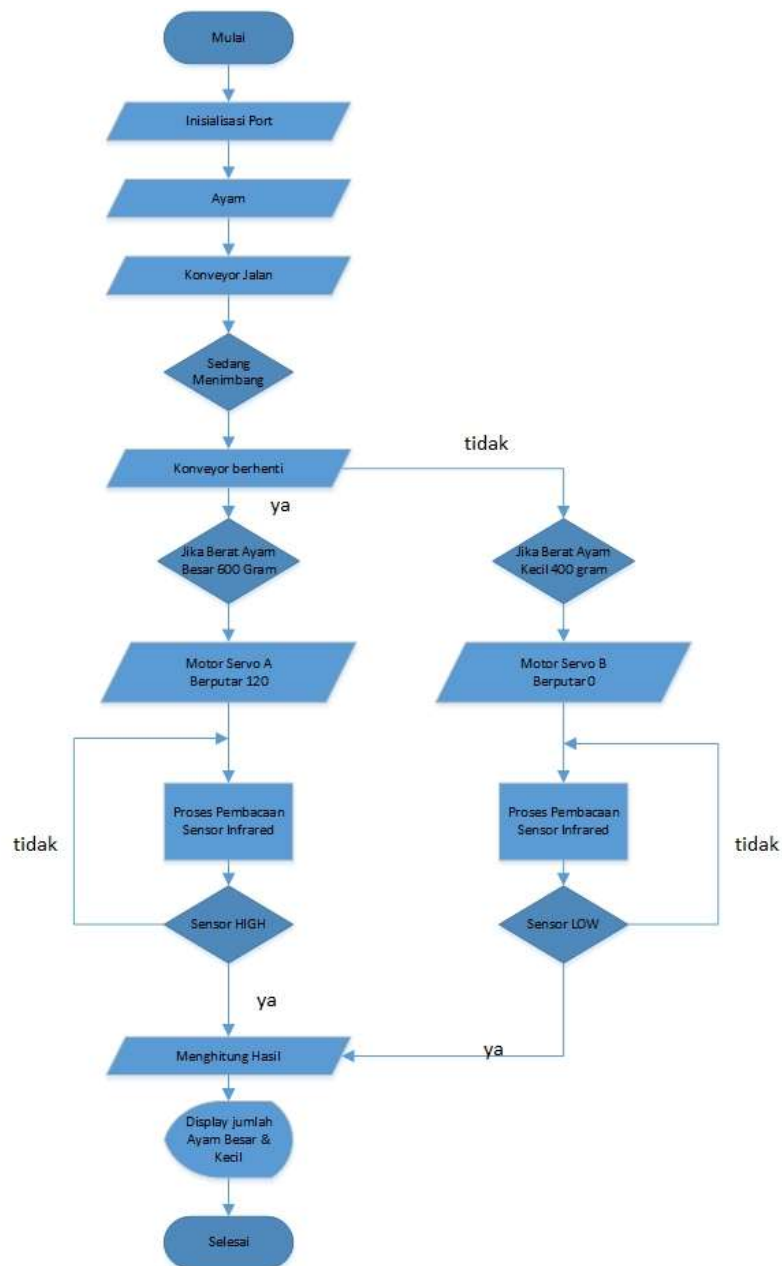 Mulai
Inisialisasi Port
Ayam
Konveyor Jalan
Sedang
Menimbang
Konveyor berhenti
tidak
ya
Jika Berat Ayam
Besar 600 Gram
Jika Berat Ayam
Kecil 400 gram
Motor Servo A
Berputar 120
Motor Servo B
Berputar 0
Proses Pembacaan
Sensor Infrared
Proses Pembacaan
Sensor Infrared
tidak
tidak
Sensor HIGH
Sensor LOW
ya
ya
Menghitung Hasil
Display jumlah
Ayam Besar &
Kecil
Selesai